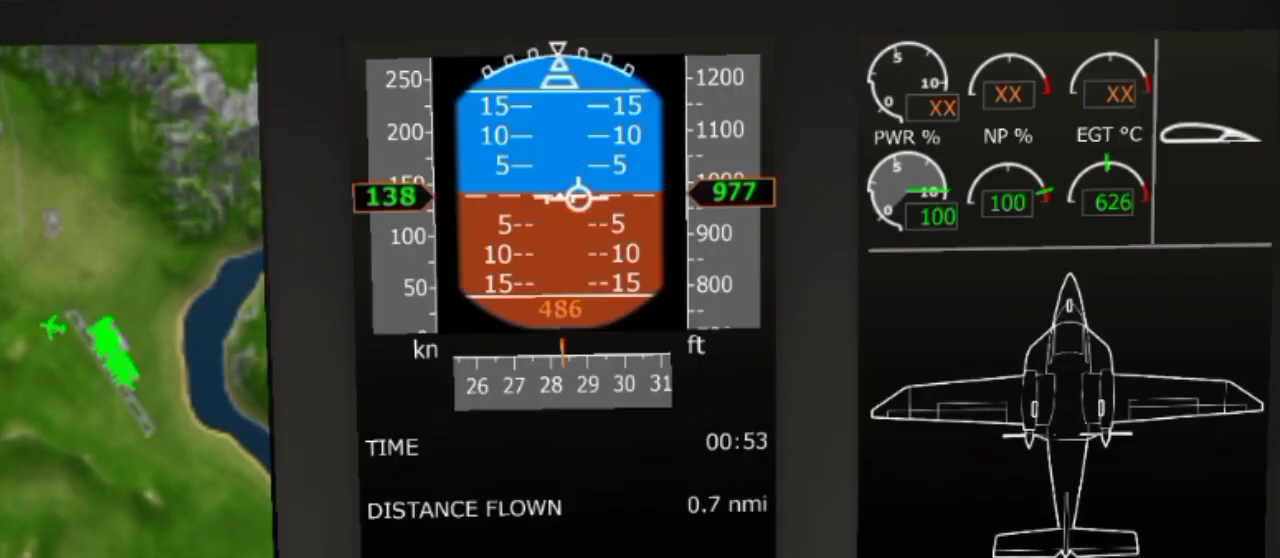 250
200
150
138
100
50
15 15
10 10
5 5
5 5
10 10
15 15
486
1200
1100
977
900
800
kn
ft
26 27 28 29 30 31
TIME 00:53
DISTANCE FLOWN 0.7 nmi
5
10
0
XX
XX
XX
PWR %
NP %
EGT °C
10
0
100
100
626